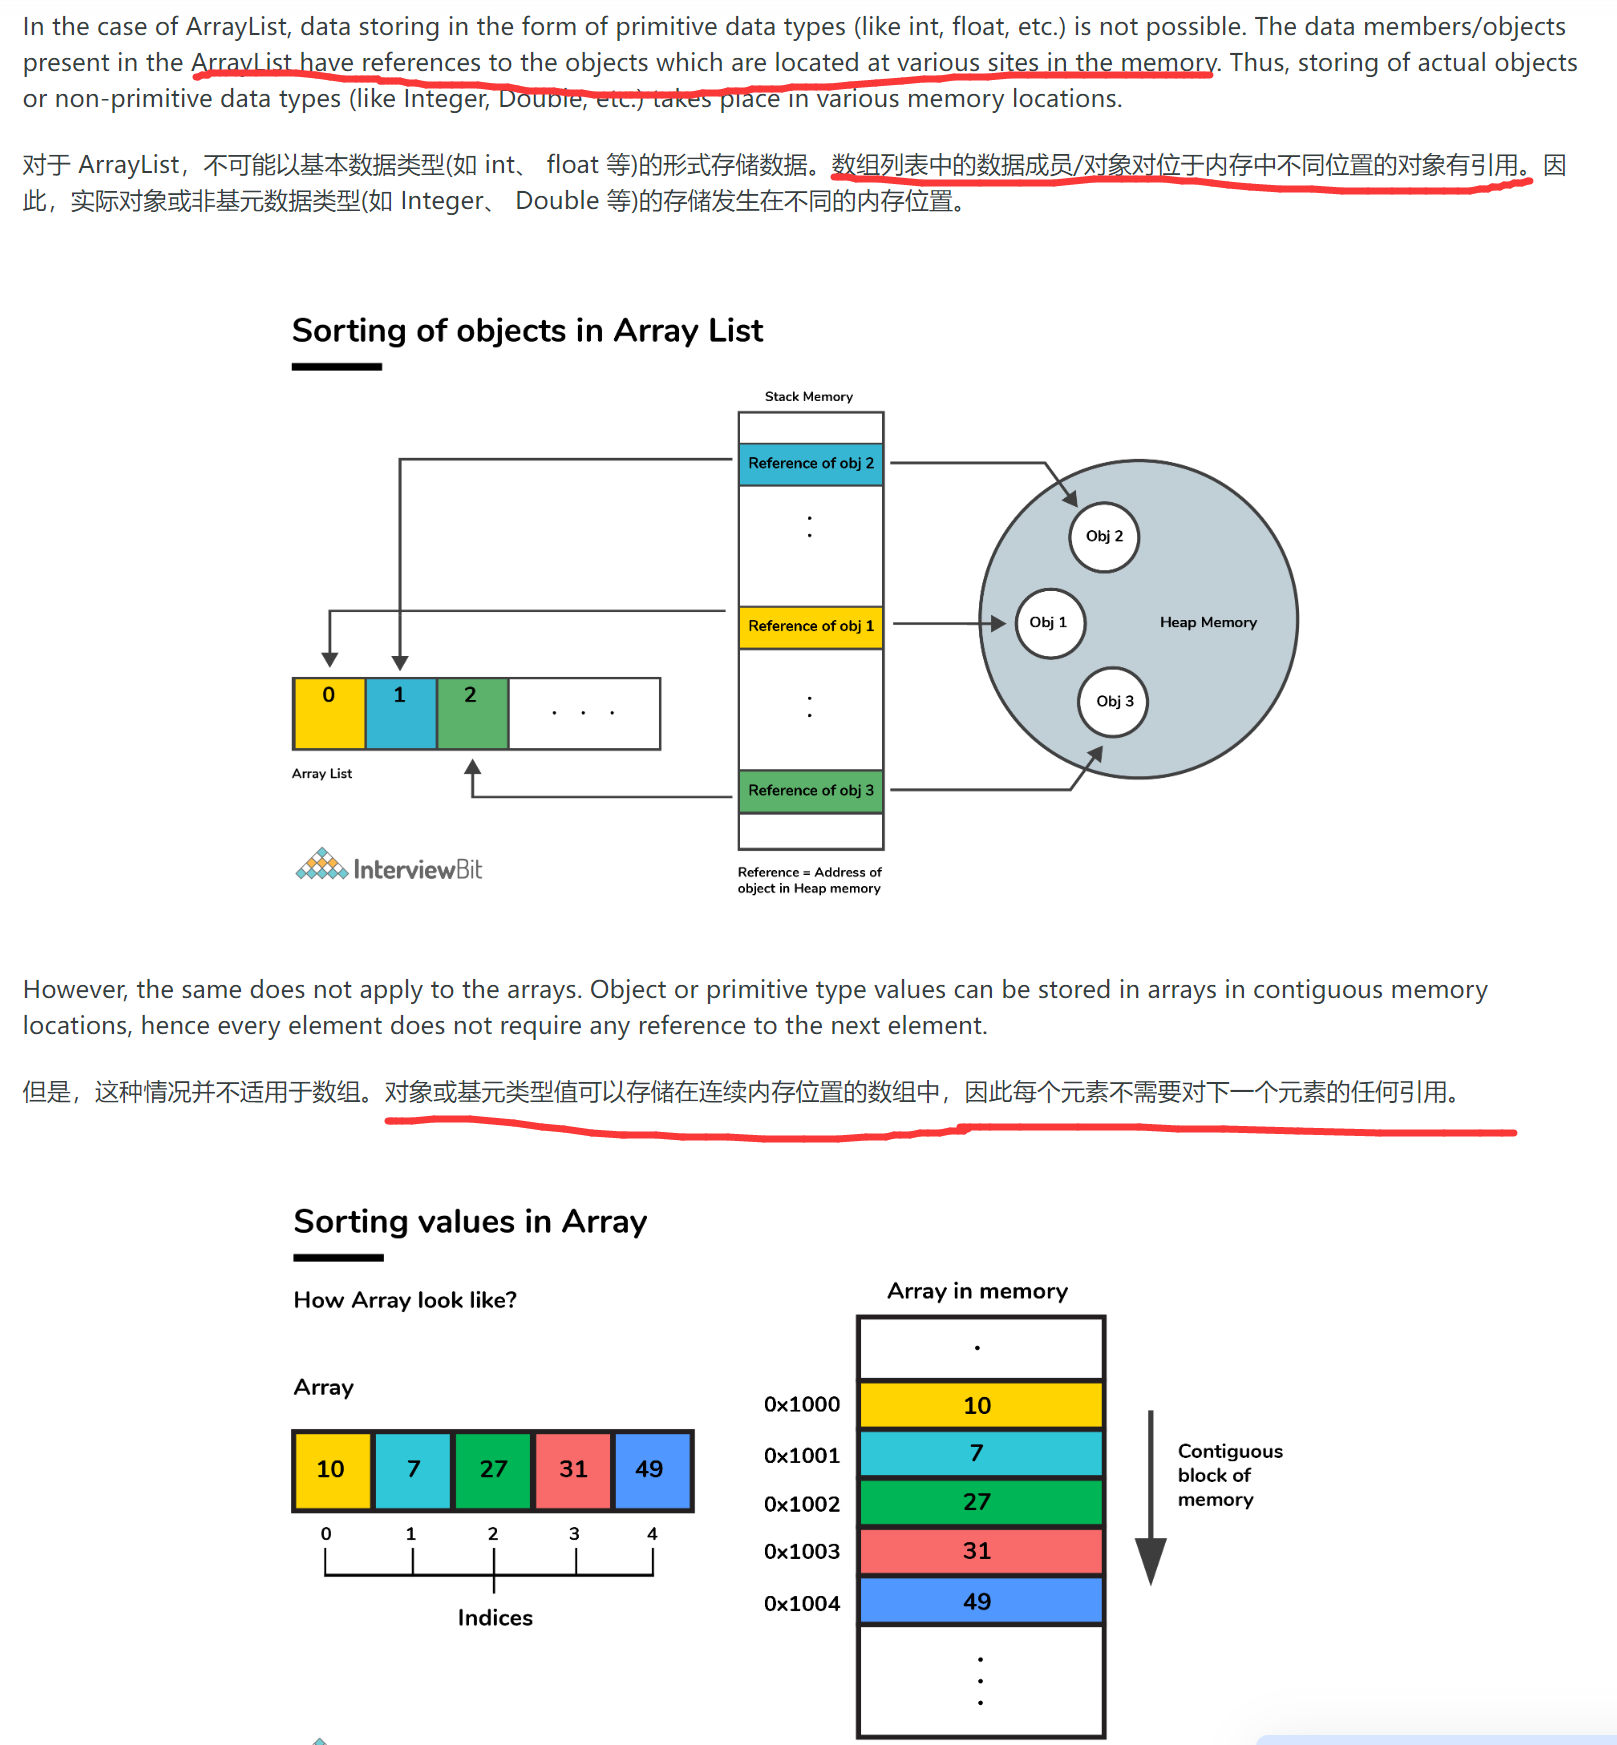 In the case of ArrayList, data storing in the form of primitive data types (like int, float, etc.) is not possible. The data members/objects
present in the ArrayList have references to the objects which are located at various sites in the memory. Thus, storing of actual objects
or non-primitive data types (like Integer, Double, etc.) takes place in various memory locations.
对于 ArrayList，不可能以基本数据类型(如 int、 float 等)的形式存储数据。数组列表中的数据成员/对象对位于内存中不同位置的对象有引用。因
此，实际对象或非基元数据类型(如 Integer、 Double 等)的存储发生在不同的内存位置。
Sorting of objects in Array List
Stack Memory
Reference of obj 2
:
Obj 2
Reference of obj 1
Obj 1
Heap Memory
0 1 2 . . .
:
Obj 3
Array List
Reference of obj 3
InterviewBit
Reference = Address of
object in Heap memory
However, the same does not apply to the arrays. Object or primitive type values can be stored in arrays in contiguous memory
locations, hence every element does not require any reference to the next element.
但是，这种情况并不适用于数组。对象或基元类型值可以存储在连续内存位置的数组中，因此每个元素不需要对下一个元素的任何引用。
Sorting values in Array
How Array look like?
Array in memory
.
Array
0x1000 10
0x1001 7
0x1002 27
0x1003 31
0x1004 49
Contiguous
block of
memory
10 7 27 31 49
0 1 2 3 4
Indices
.
.
.